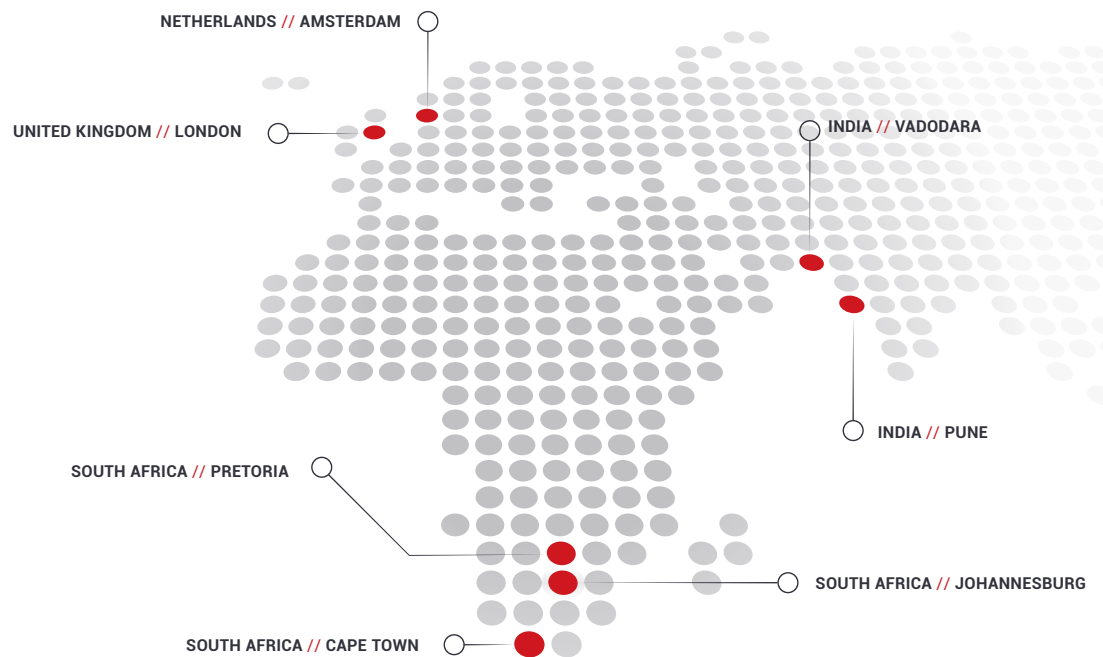 NETHERLANDS // AMSTERDAM
UNITED KINGDOM // LONDON
INDIA // VADODARA
INDIA // PUNE
SOUTH AFRICA // PRETORIA
SOUTH AFRICA // JOHANNESBURG
SOUTH AFRICA // CAPE TOWN